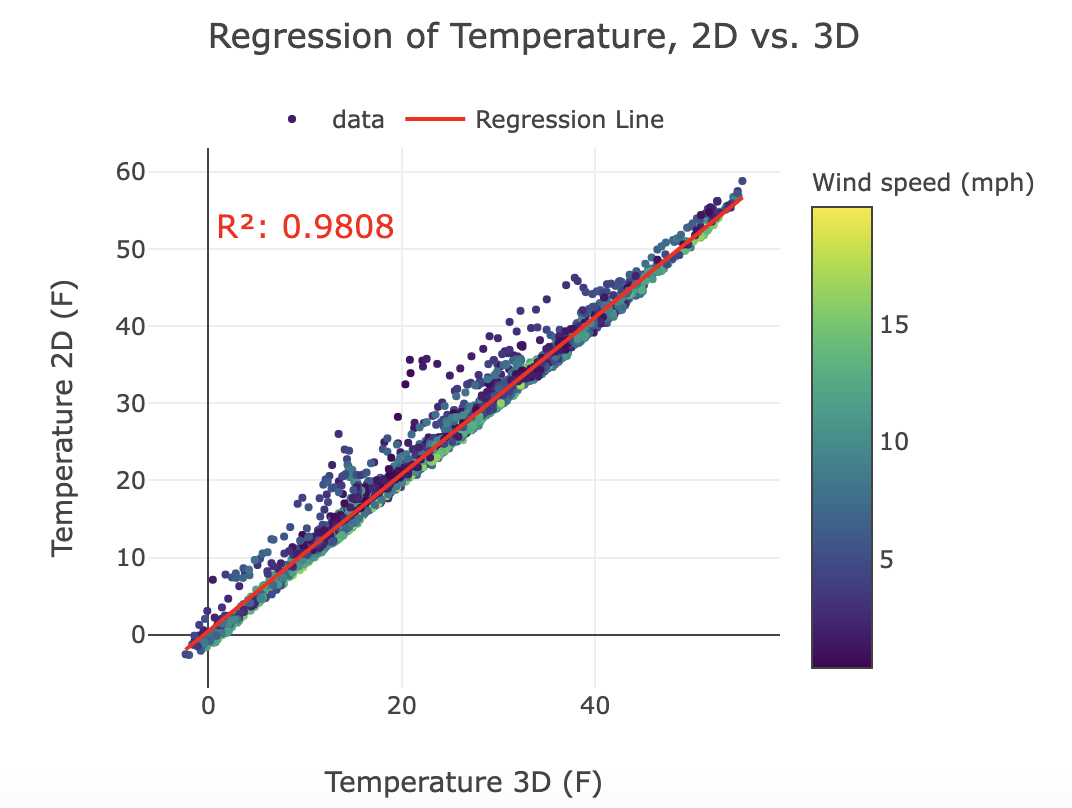 Regression of Temperature, 2D vs. 3D
data Regression Line
Wind speed (mph)
60
50
40
30
20
10
0
R²: 0.9808
Temperature 2D (F)
15
10
5
0 20 40
Temperature 3D (F)